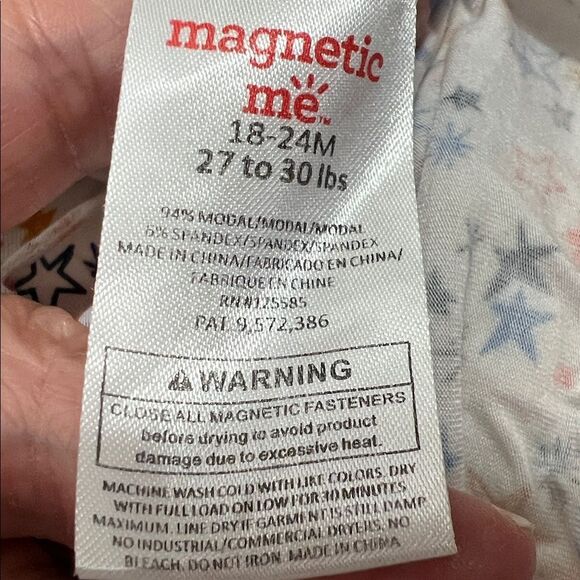 magnetic
me™
18-24M
27 to 30 lbs
94% MODAL/MODAL/MODAL
6% SPANDEX/SPANDEX/SPANDEX
MADE IN CHINA/FABRICADO EN CHINA/
FABRIQUE EN CHINE
RN#125585
PAT. 9,572,386
⚠ WARNING
CLOSE ALL MAGNETIC FASTENERS
before drying to avoid product
damage due to excessive heat.
MACHINE WASH COLD WITH LIKE COLORS. DRY
WITH FULL LOAD ON LOW FOR 30 MINUTES
MAXIMUM. LINE DRY IF GARMENT IS STILL DAMP
NO INDUSTRIAL/COMMERCIAL DRYERS, NO
BLEACH, DO NOT IRON. MADE IN CHINA